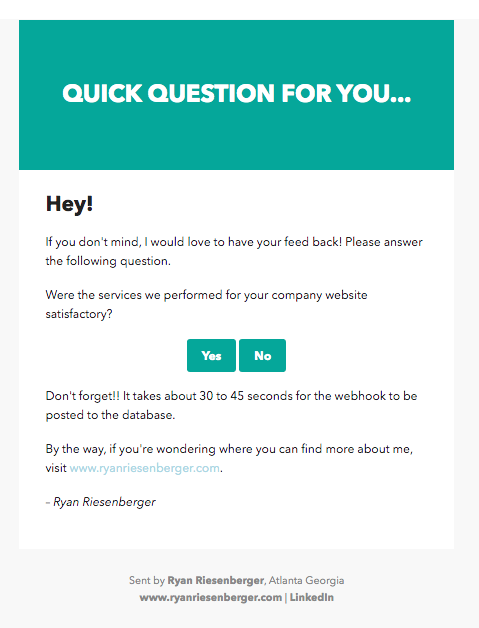 QUICK QUESTION FOR YOU...
Hey!
If you don't mind, I would love to have your feed back! Please answer
the following question.
Were the services we performed for your company website
satisfactory?
Yes No
Don't forget!! It takes about 30 to 45 seconds for the webhook to be
posted to the database.
By the way, if you're wondering where you can find more about me,
visit www.ryanriesenberger.com.
- Ryan Riesenberger
Sent by Ryan Riesenberger, Atlanta Georgia
www.ryanriesenberger.com | LinkedIn